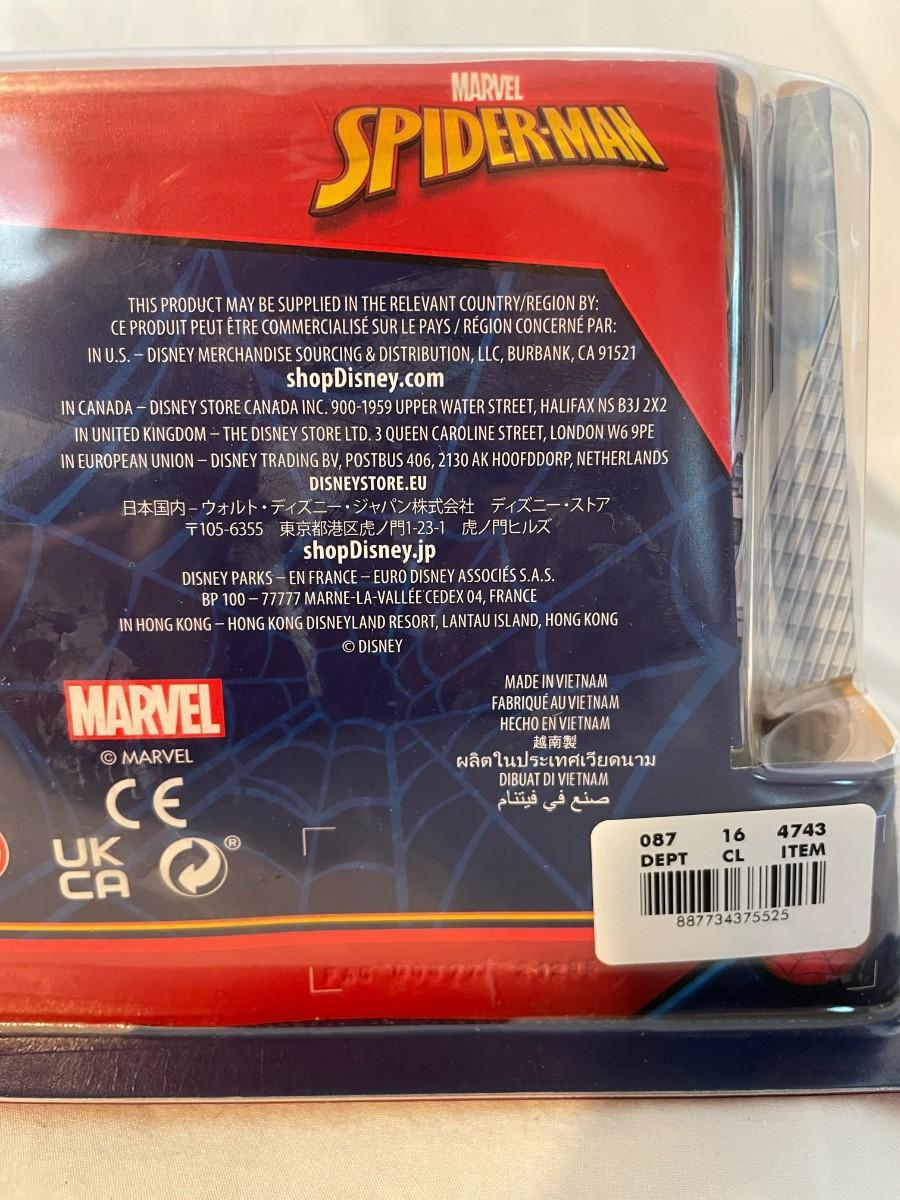 MARVEL
SPIDER-MAN
THIS PRODUCT MAY BE SUPPLIED IN THE RELEVANT COUNTRY/REGION BY:
CE PRODUIT PEUT ÊTRE COMMERCIALISÉ SUR LE PAYS / RÉGION CONCERNÉ PAR:
IN U.S. – DISNEY MERCHANDISE SOURCING & DISTRIBUTION, LLC, BURBANK, CA 91521
shopDisney.com
IN CANADA – DISNEY STORE CANADA INC. 900-1959 UPPER WATER STREET, HALIFAX NS B3J 2X2
IN UNITED KINGDOM – THE DISNEY STORE LTD. 3 QUEEN CAROLINE STREET, LONDON W6 9PE
IN EUROPEAN UNION – DISNEY TRADING BV, POSTBUS 406, 2130 AK HOOFDDORP, NETHERLANDS
DISNEYSTORE.EU
日本国内 – ウォルト・ディズニー・ジャパン株式会社 ディズニー・ストア
〒105-6355 東京都港区虎ノ門1-23-1 虎ノ門ヒルズ
shopDisney.jp
DISNEY PARKS – EN FRANCE – EURO DISNEY ASSOCIÉS S.A.S.
BP 100 – 77777 MARNE-LA-VALLÉE CEDEX 04, FRANCE
IN HONG KONG – HONG KONG DISNEYLAND RESORT, LANTAU ISLAND, HONG KONG
© DISNEY
MADE IN VIETNAM
FABRIQUÉ AU VIETNAM
HECHO EN VIETNAM
越南製
ผลิตในประเทศเวียดนาม
DIBUAT DI VIETNAM
صنع في فيتنام
MARVEL
© MARVEL
CE
UK
CA
®
087 16 4743
DEPT CL ITEM
887734375525